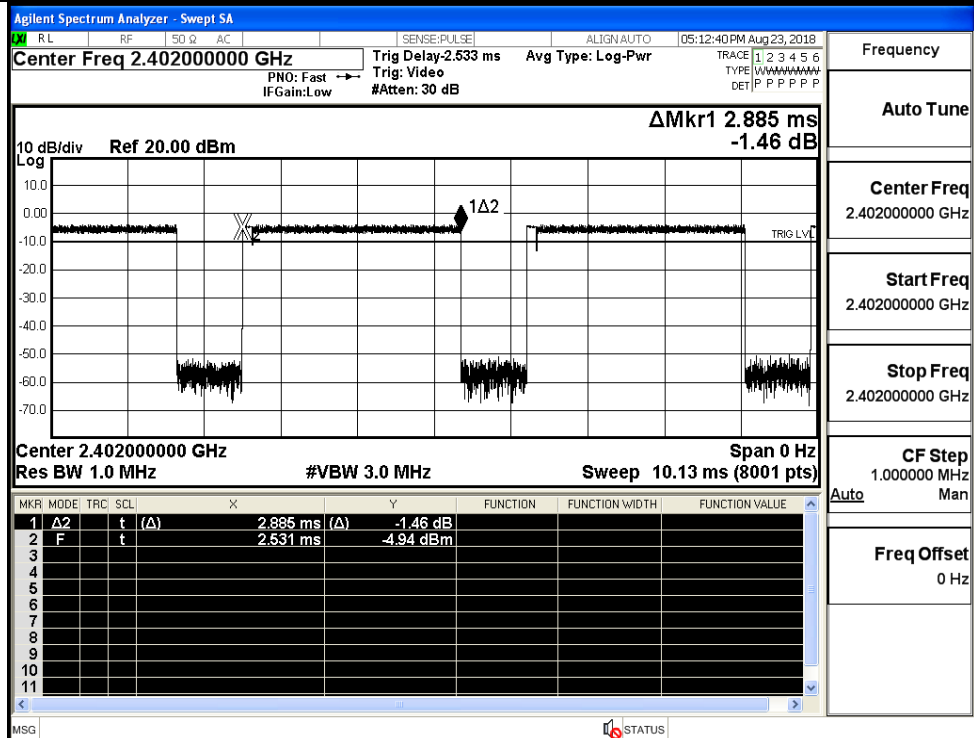 Agilent Spectrum Analyzer - Swept SA
LXI RL RF 50 Ω AC SENSE:PULSE ALIGN AUTO 05:12:40 PM Aug 23, 2018
Center Freq 2.402000000 GHz
PNO: Fast
IFGain:Low
Trig Delay-2.533 ms
Trig: Video
#Atten: 30 dB
Avg Type: Log-Pwr
TRACE 1 2 3 4 5 6
TYPE WWWWWW
DET P P P P P P
Frequency
Auto Tune
Center Freq
2.402000000 GHz
Start Freq
2.402000000 GHz
Stop Freq
2.402000000 GHz
CF Step
1.000000 MHz
Auto Man
Freq Offset
0 Hz
ΔMkr1 2.885 ms
-1.46 dB
10 dB/div Ref 20.00 dBm
Log
10.0
0.00
-10.0
-20.0
-30.0
-40.0
-50.0
-60.0
-70.0
1Δ2
2
TRIG LVL
Center 2.402000000 GHz Span 0 Hz
Res BW 1.0 MHz #VBW 3.0 MHz Sweep 10.13 ms (8001 pts)
MKR MODE TRC SCL X Y FUNCTION FUNCTION WIDTH FUNCTION VALUE
1 Δ2 t (Δ) 2.885 ms (Δ) -1.46 dB
2 F t 2.531 ms -4.94 dBm
3
4
5
6
7
8
9
10
11
MSG STATUS